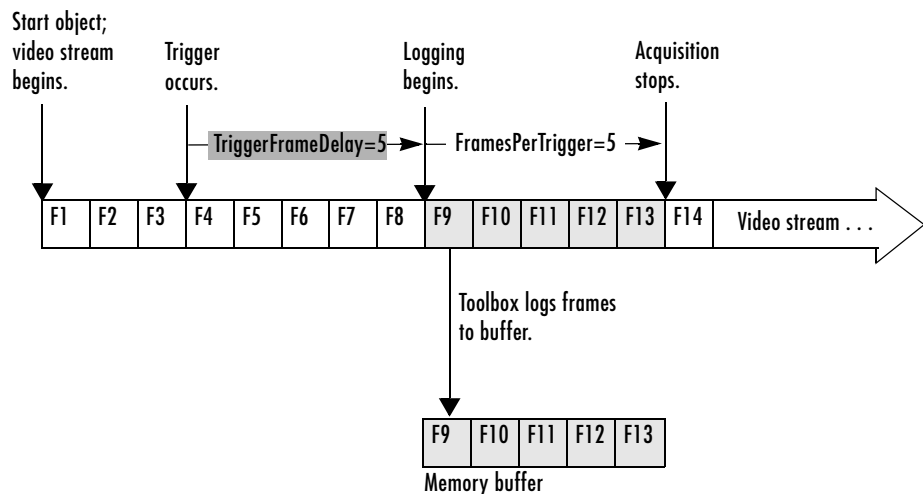 Start object;
video stream
begins.
Trigger
occurs.
Logging
begins.
Acquisition
stops.
TriggerFrameDelay=5
FramesPerTrigger=5
F1 F2 F3 F4 F5 F6 F7 F8 F9 F10 F11 F12 F13 F14 Video stream . . .
Toolbox logs frames
to buffer.
F9 F10 F11 F12 F13
Memory buffer